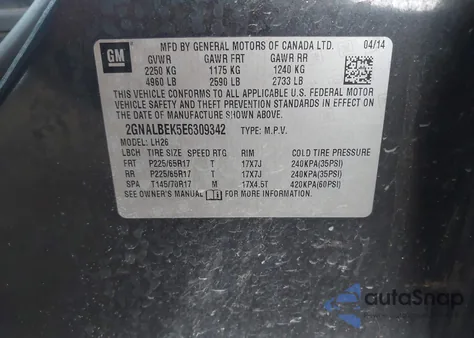 GM
MFD BY GENERAL MOTORS OF CANADA LTD. 04/14
GVWR GAWR FRT GAWR RR
2250 KG 1175 KG 1240 KG
4960 LB 2590 LB 2733 LB
THIS VEHICLE CONFORMS TO ALL APPLICABLE U.S. FEDERAL MOTOR
VEHICLE SAFETY AND THEFT PREVENTION STANDARDS IN EFFECT ON
THE DATE OF MANUFACTURE SHOWN ABOVE.
2GNALBEK5E6309342 TYPE: M.P.V.
MODEL: LH26
LBCH TIRE SIZE SPEED RTG RIM COLD TIRE PRESSURE
FRT P225/65R17 T 17X7J 240KPA(35PSI)
RR P225/65R17 T 17X7J 240KPA(35PSI)
SPA T145/70R17 M 17X4.5T 420KPA(60PSI)
SEE OWNER'S MANUAL FOR MORE INFORMATION.
autoSnap